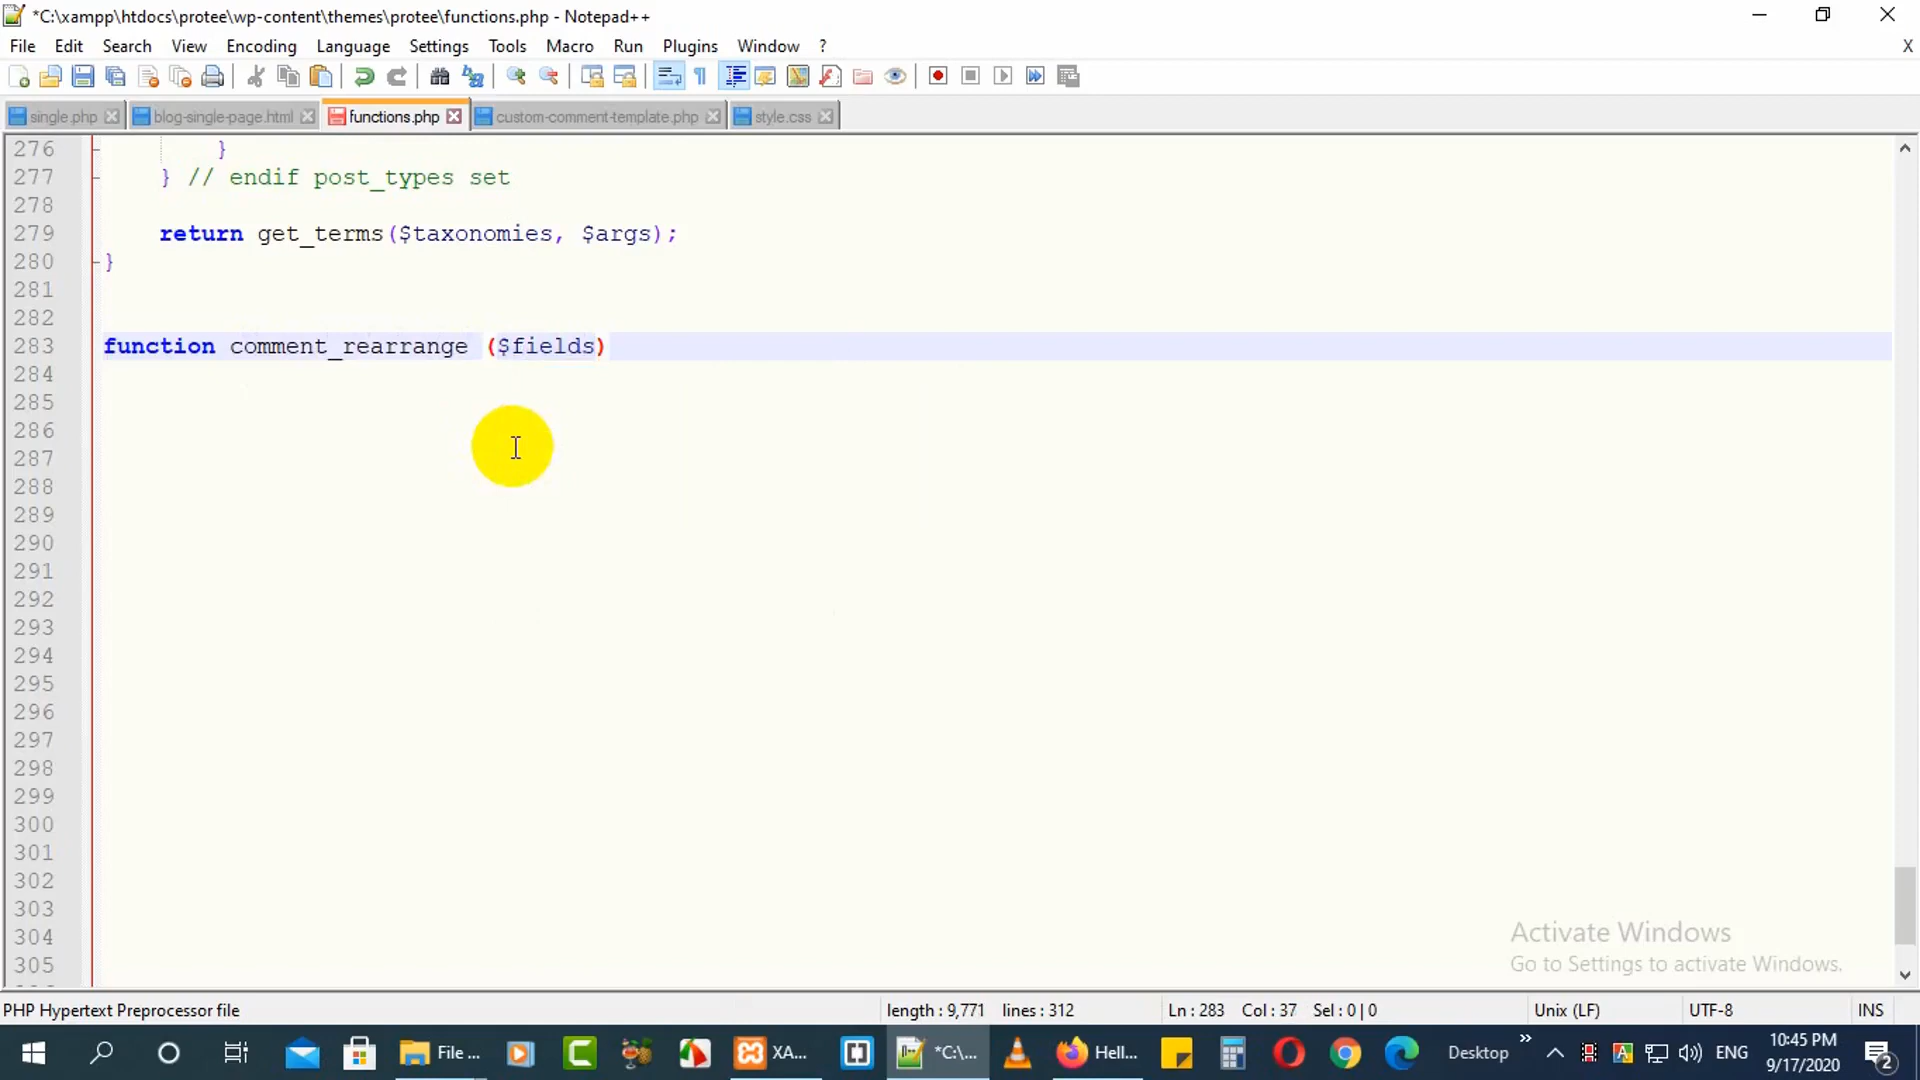 *C:\xampp\htdocs\protee\wp-content\themes\protee\functions.php - Notepad++
File Edit Search View Encoding Language Settings Tools Macro Run Plugins Window ? X
single.php blog-single-page.html functions.php custom-comment-template.php style.css
276 }
277 } // endif post_types set
278
279 return get_terms($taxonomies, $args);
280 }
281
282
283 function comment_rearrange ($fields)
284
285
286
287
288
289
290
291
292
293
294
295
296
297
298
299
300
301
302
303
304
305
Activate Windows
Go to Settings to activate Windows.
PHP Hypertext Preprocessor file length : 9,771 lines : 312 Ln : 283 Col : 37 Sel : 0 | 0 Unix (LF) UTF-8 INS
File ... XA... *C:\... Hell... Desktop » ENG 10:45 PM
9/17/2020 2